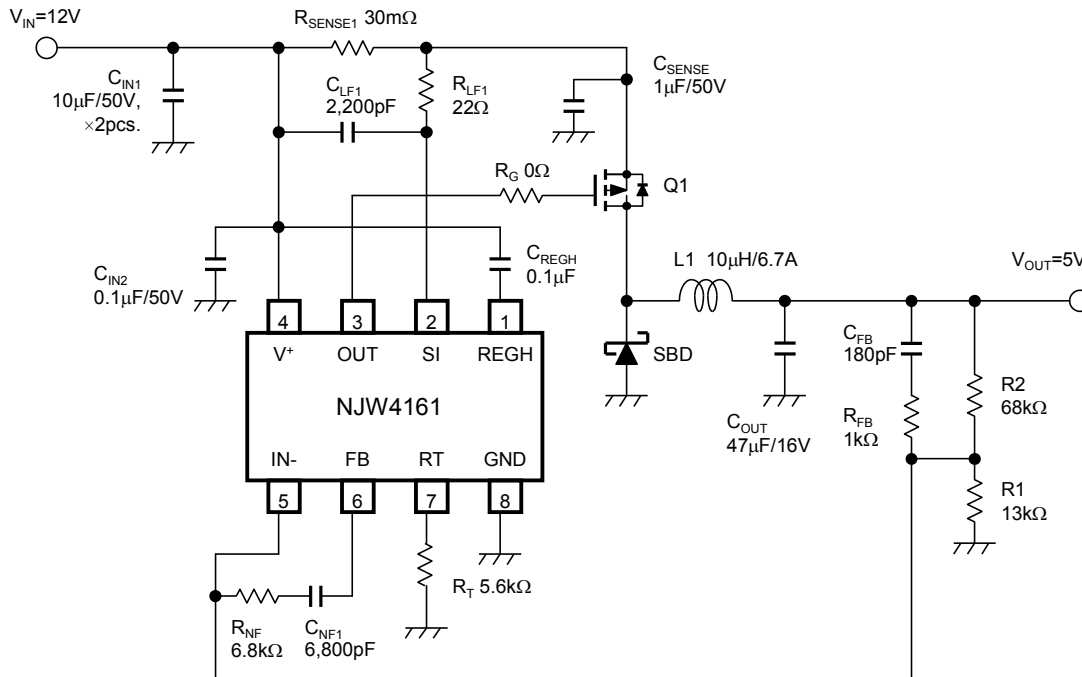 V_IN=12V
R_SENSE1 30mΩ
C_IN1
10µF/50V,
×2pcs.
C_LF1
2,200pF
R_LF1
22Ω
C_SENSE
1µF/50V
R_G 0Ω
Q1
C_IN2
0.1µF/50V
C_REGH
0.1µF
L1 10µH/6.7A
V_OUT=5V
4
3
2
1
V+
OUT
SI
REGH
NJW4161
IN-
FB
RT
GND
5
6
7
8
SBD
C_FB
180pF
R2
68kΩ
C_OUT
47µF/16V
R_FB
1kΩ
R1
13kΩ
R_T 5.6kΩ
R_NF
6.8kΩ
C_NF1
6,800pF